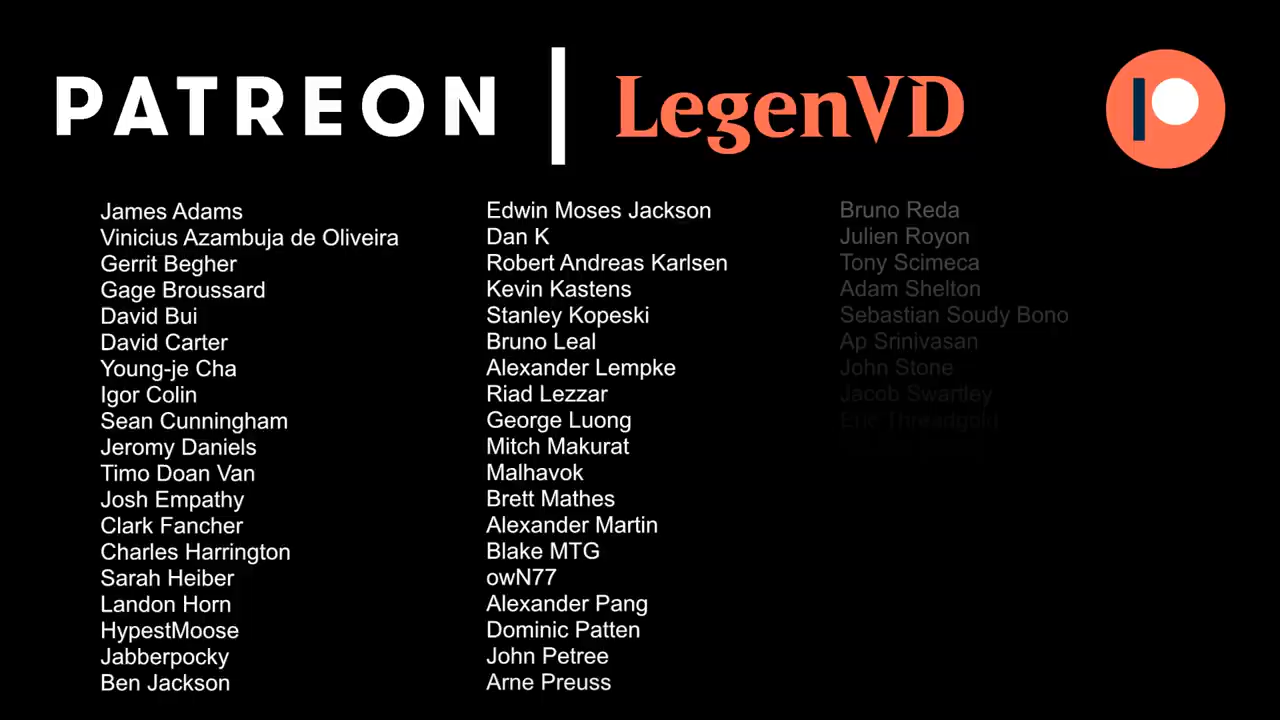 PATREON | LegenVD
James Adams
Vinicius Azambuja de Oliveira
Gerrit Begher
Gage Broussard
David Bui
David Carter
Young-je Cha
Igor Colin
Sean Cunningham
Jeromy Daniels
Timo Doan Van
Josh Empathy
Clark Fancher
Charles Harrington
Sarah Heiber
Landon Horn
HypestMoose
Jabberpocky
Ben Jackson
Edwin Moses Jackson
Dan K
Robert Andreas Karlsen
Kevin Kastens
Stanley Kopeski
Bruno Leal
Alexander Lempke
Riad Lezzar
George Luong
Mitch Makurat
Malhavok
Brett Mathes
Alexander Martin
Blake MTG
owN77
Alexander Pang
Dominic Patten
John Petree
Arne Preuss
Bruno Reda
Julien Royon
Tony Scimeca
Adam Shelton
Sebastian Soudy Bono
Ap Srinivasan
John Stone
Jacob Swartley
Eric Threadgold